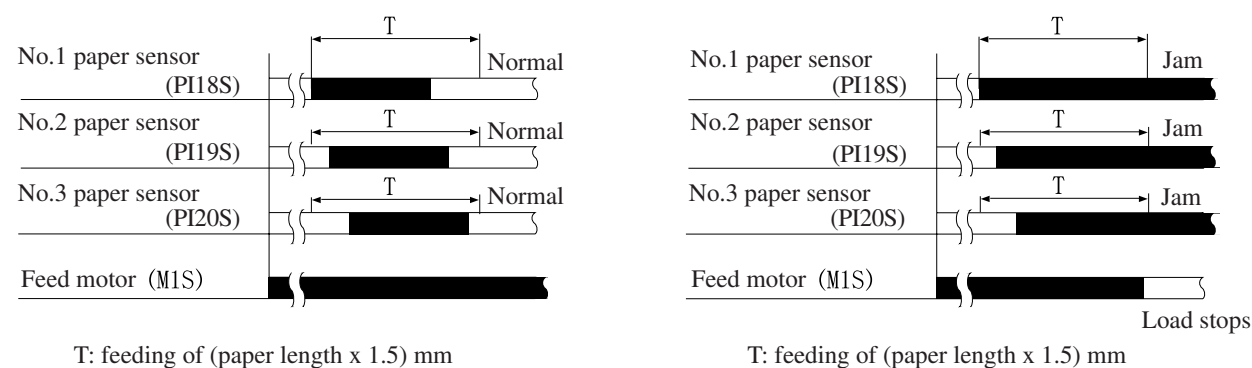 T
No.1 paper sensor
(PI18S)
Normal
T
No.2 paper sensor
(PI19S)
Normal
T
No.3 paper sensor
(PI20S)
Normal
Feed motor (M1S)
T: feeding of (paper length x 1.5) mm
T
No.1 paper sensor
(PI18S)
Jam
T
No.2 paper sensor
(PI19S)
Jam
T
No.3 paper sensor
(PI20S)
Jam
Feed motor (M1S)
Load stops
T: feeding of (paper length x 1.5) mm